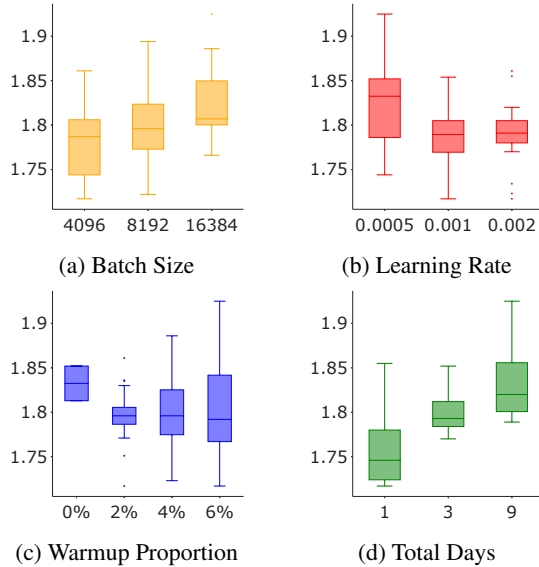 1.9
1.85
1.8
1.75
4096 8192 16384
(a) Batch Size
1.9
1.85
1.8
1.75
0.0005 0.001 0.002
(b) Learning Rate
1.9
1.85
1.8
1.75
0% 2% 4% 6%
(c) Warmup Proportion
1.9
1.85
1.8
1.75
1 3 9
(d) Total Days